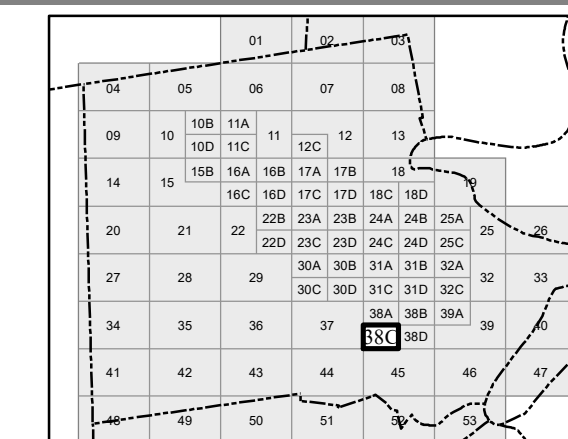 01 02 03
04 05 06 07 08
10B 11A
09 10 11 12 13
10D 11C 12C
15B 16A 16B 17A 17B 18
14 15 19
16C 16D 17C 17D 18C 18D
22B 23A 23B 24A 24B 25A
20 21 22 25 26
22D 23C 23D 24C 24D 25C
30A 30B 31A 31B 32A
27 28 29 32 33
30C 30D 31C 31D 32C
38A 38B 39A
34 35 36 37 39 40
38C 38D
41 42 43 44 45 46 47
48 49 50 51 52 53